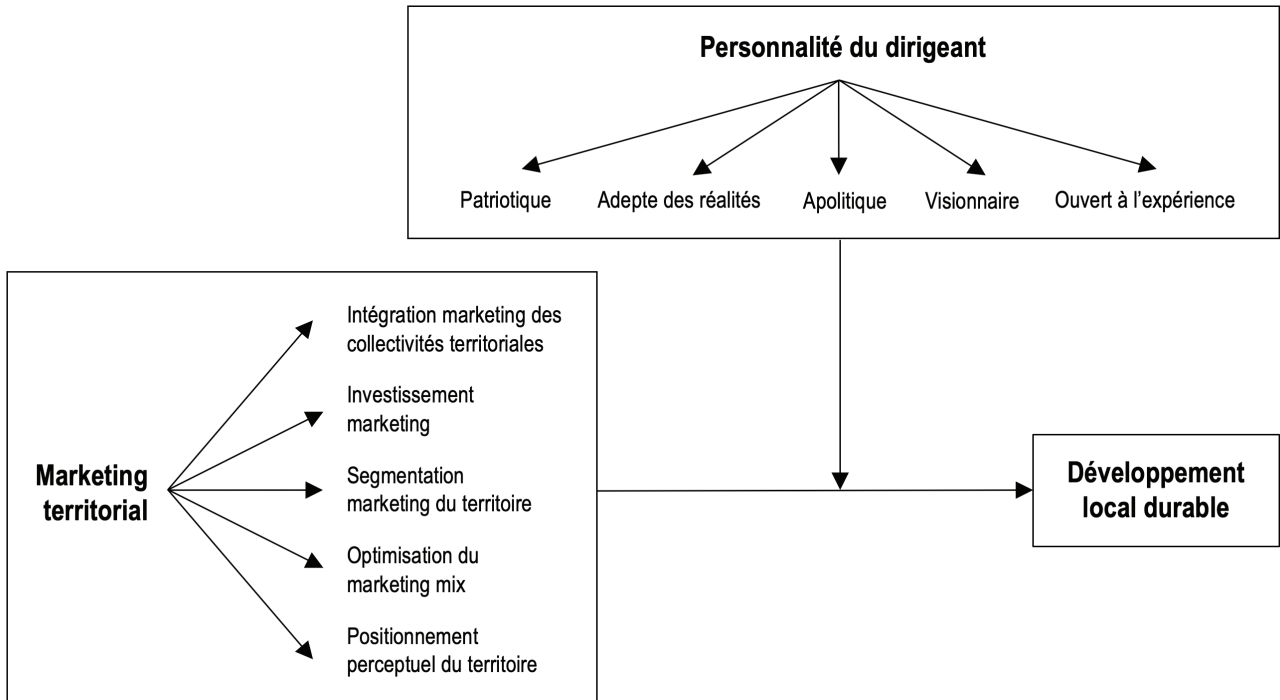 Personnalité du dirigeant
Patriotique
Adepte des réalités
Apolitique
Visionnaire
Ouvert à l'expérience
Marketing
territorial
Intégration marketing des
collectivités territoriales
Investissement
marketing
Segmentation
marketing du territoire
Optimisation du
marketing mix
Positionnement
perceptuel du territoire
Développement
local durable